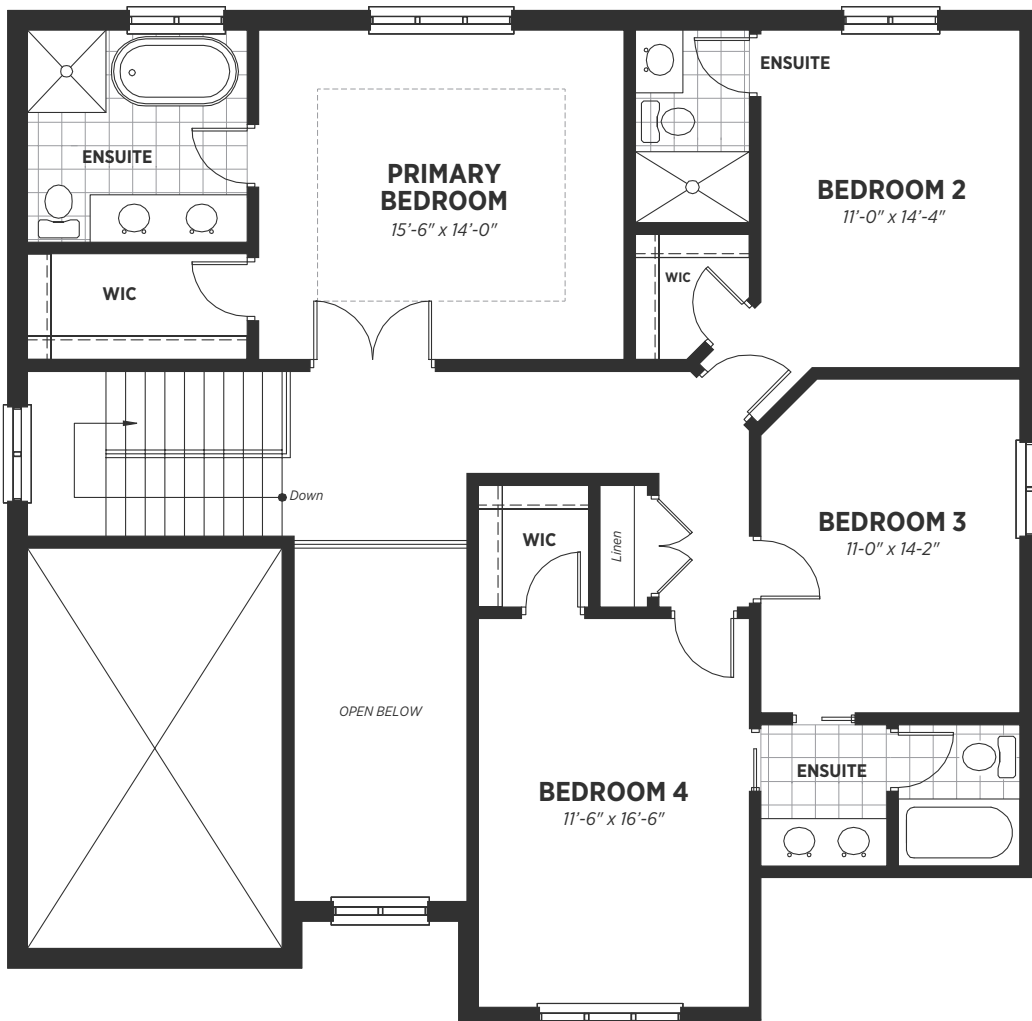 ENSUITE
PRIMARY
BEDROOM
15’-6” x 14’-0”
WIC
ENSUITE
BEDROOM 2
11’-0” x 14’-4”
WIC
Down
WIC
Linen
BEDROOM 3
11-0” x 14-2”
OPEN BELOW
BEDROOM 4
11’-6” x 16’-6”
ENSUITE